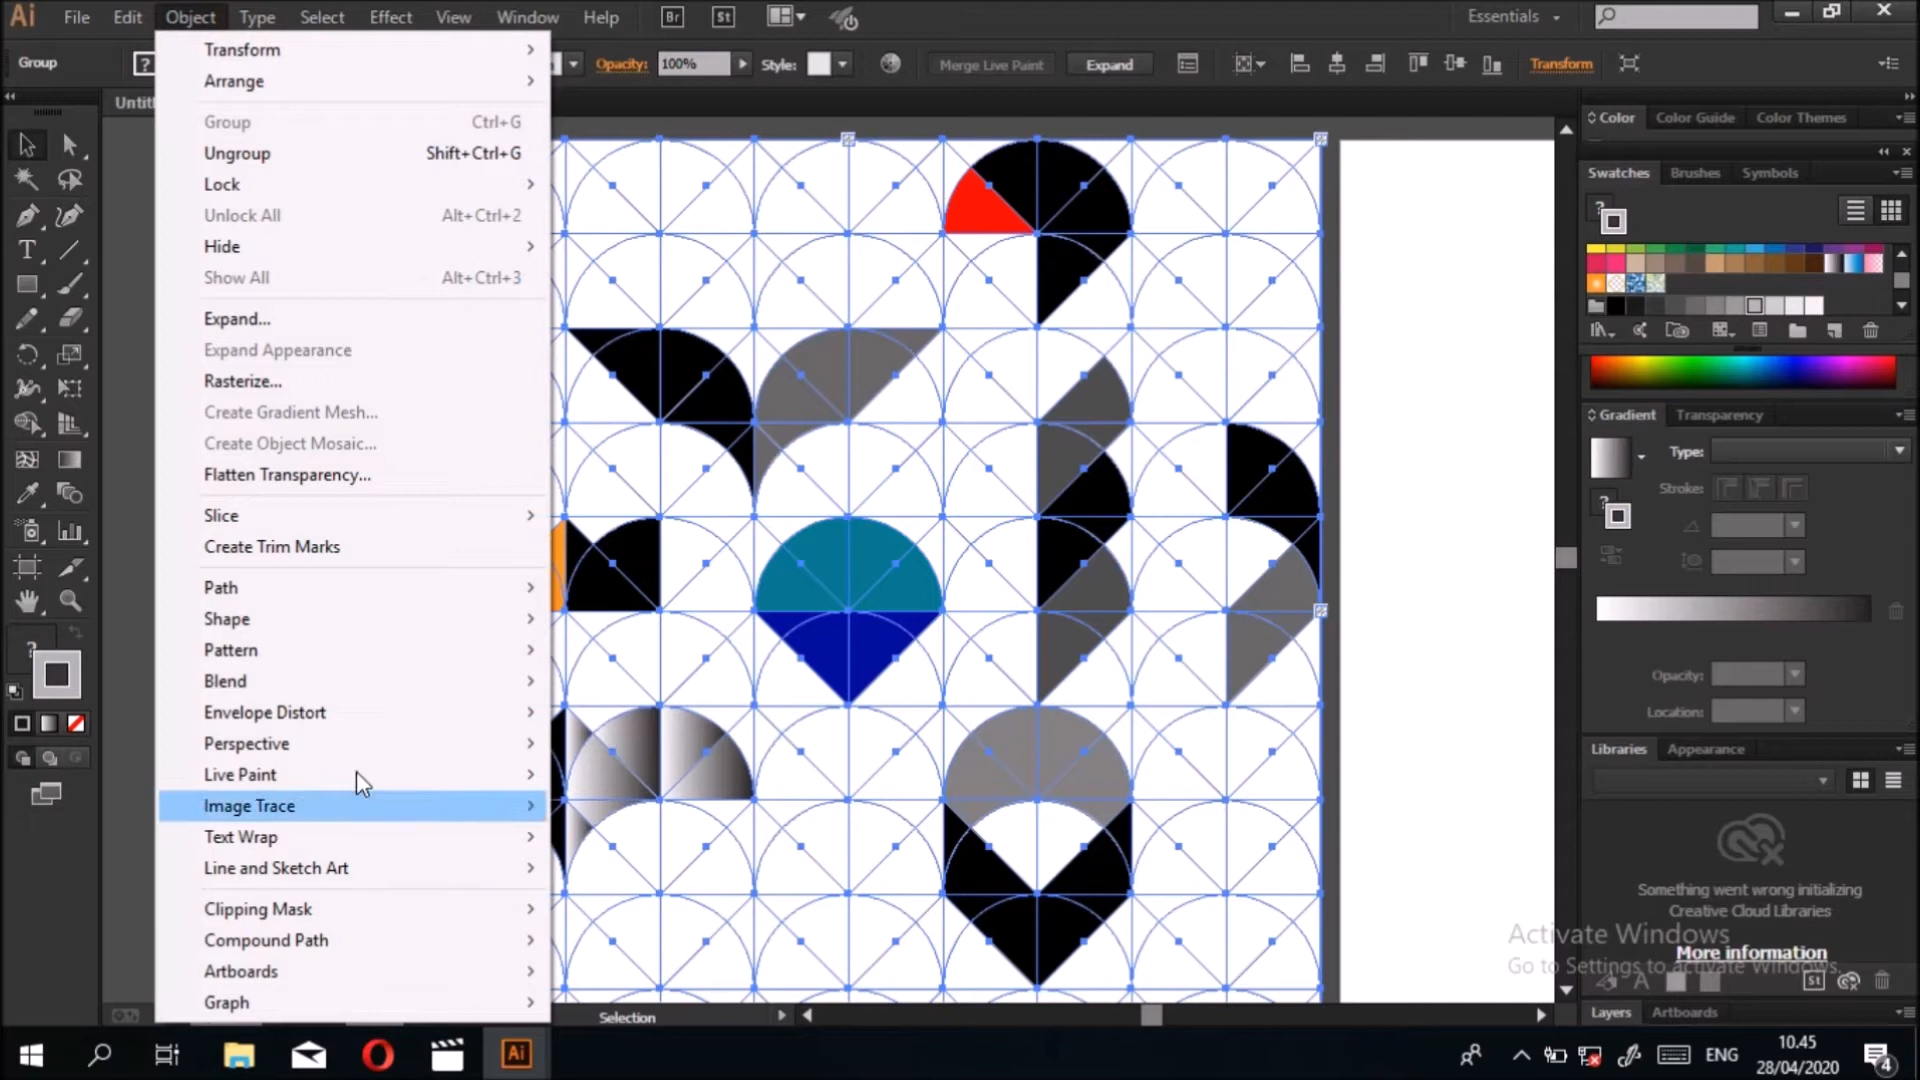 Ai File Edit Object Type Select Effect View Window Help Br St Essentials
Group ? Opacity: 100% Style: Merge Live Paint Expand Transform
Untit
Transform
Arrange
Group Ctrl+G
Ungroup Shift+Ctrl+G
Lock
Unlock All Alt+Ctrl+2
Hide
Show All Alt+Ctrl+3
Expand...
Expand Appearance
Rasterize...
Create Gradient Mesh...
Create Object Mosaic...
Flatten Transparency...
Slice
Create Trim Marks
Path
Shape
Pattern
Blend
Envelope Distort
Perspective
Live Paint
Image Trace
Text Wrap
Line and Sketch Art
Clipping Mask
Compound Path
Artboards
Graph
Color Color Guide Color Themes
Swatches Brushes Symbols
?
Gradient Transparency
Type:
Stroke:
?
Opacity:
Location:
Libraries Appearance
Something went wrong initializing
Creative Cloud Libraries
Activate Windows
More information
Go to Settings to activate Windows.
St
Layers Artboards
Selection
Ai ENG 10.45
28/04/2020 4